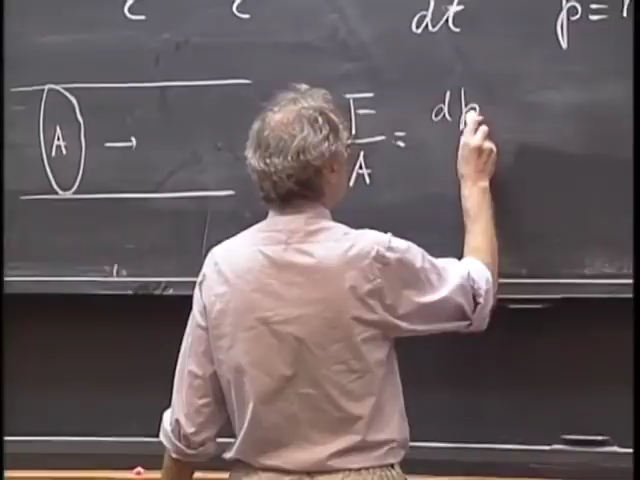 dt p=
A → F/A = dp